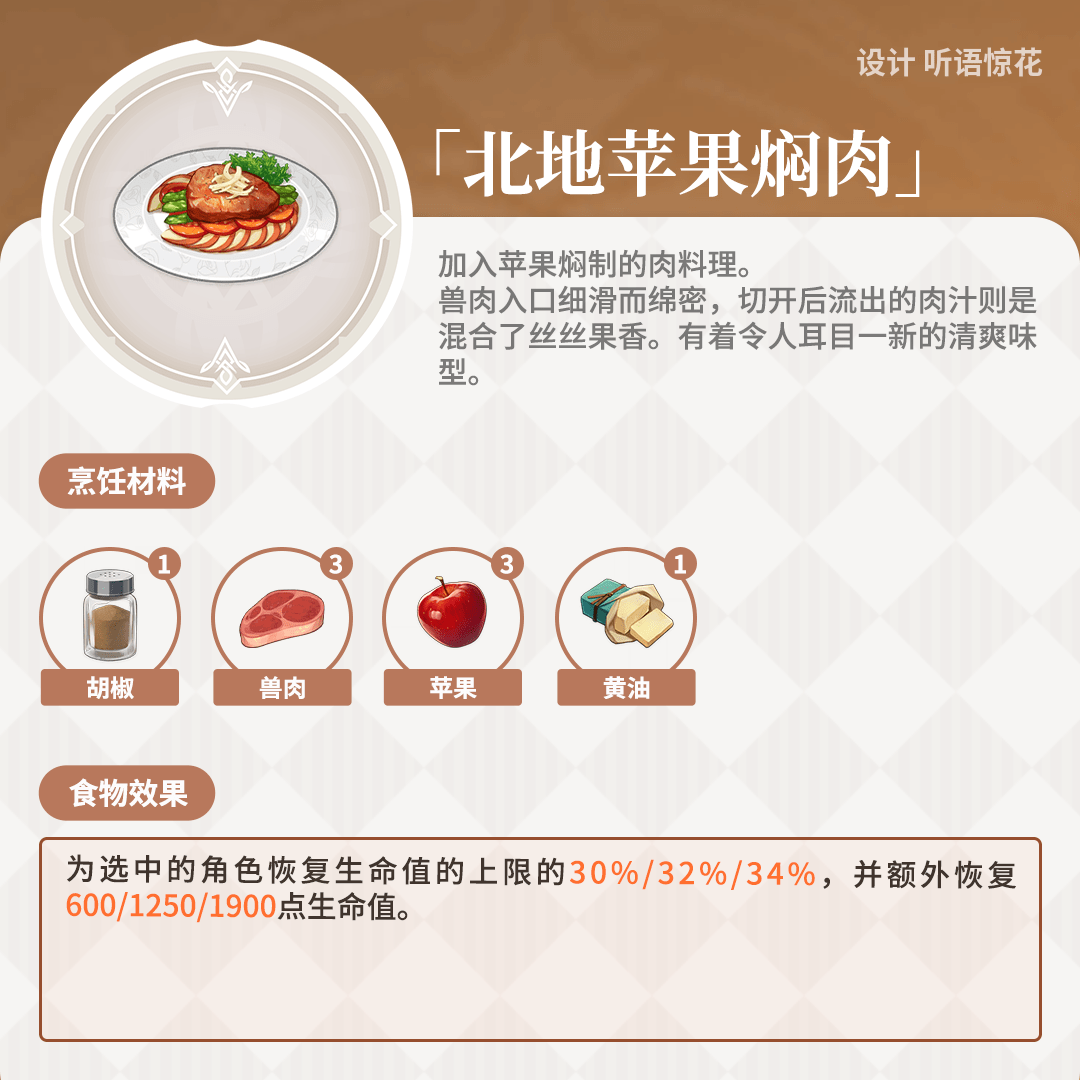 设计 听语惊花
「北地苹果焖肉」
加入苹果焖制的肉料理。
兽肉入口细滑而绵密，切开后流出的肉汁则是
混合了丝丝果香。有着令人耳目一新的清爽味
型。
烹饪材料
1
3
3
1
胡椒
兽肉
苹果
黄油
食物效果
为选中的角色恢复生命值的上限的30%/32%/34%，并额外恢复
600/1250/1900点生命值。